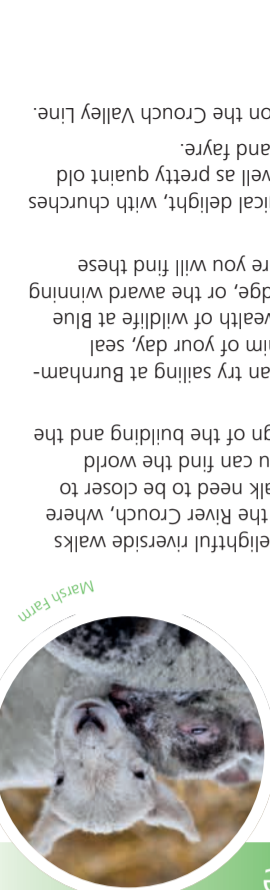 Marsh Farm
elightful riverside walks
the River Crouch, where
alk need to be closer to
u can find the world
gn of the building and the
an try sailing at Burnham-
im of your day, seal
wealth of wildlife at Blue
dge, or the award winning
re you will find these
ical delight, with churches
well as pretty quaint old
and fayre.
on the Crouch Valley Line.